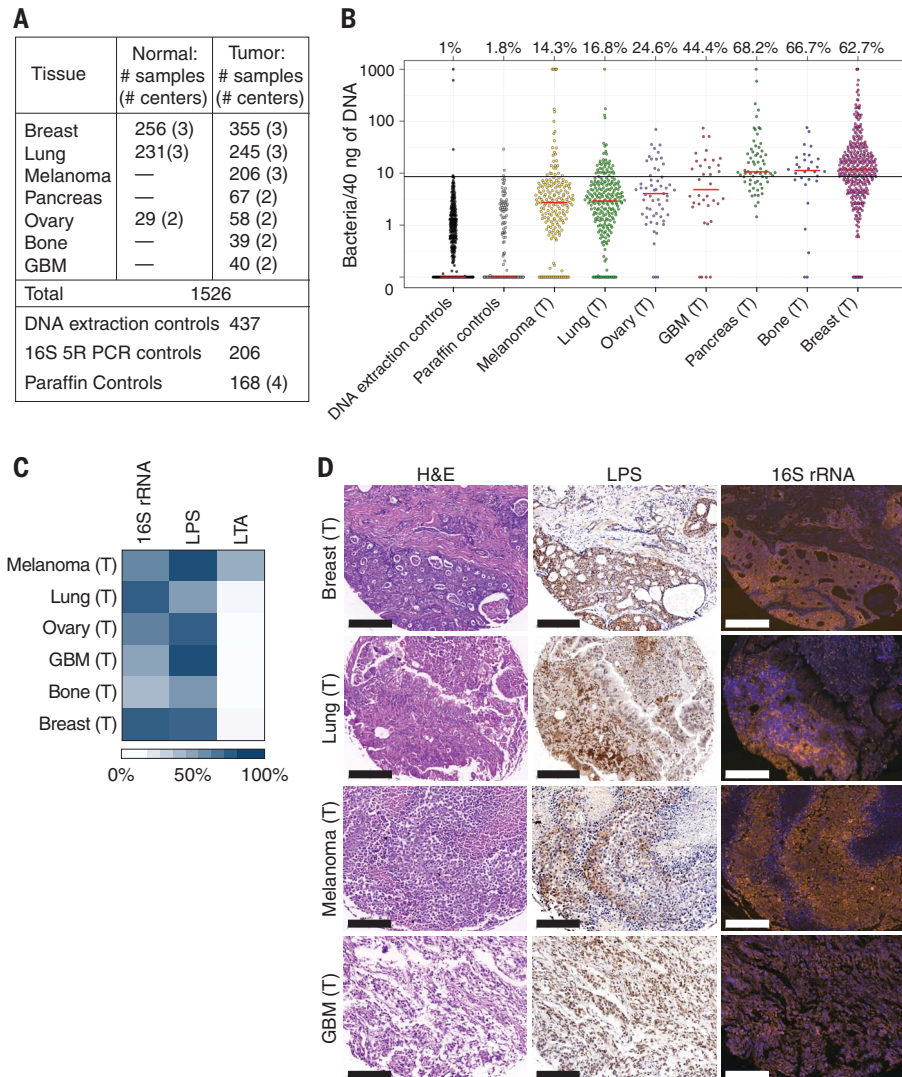 A
Tissue
Normal:
# samples
(# centers)
Tumor:
# samples
(# centers)
Breast 256 (3) 355 (3)
Lung 231(3) 245 (3)
Melanoma — 206 (3)
Pancreas — 67 (2)
Ovary 29 (2) 58 (2)
Bone — 39 (2)
GBM — 40 (2)
Total 1526
DNA extraction controls 437
16S 5R PCR controls 206
Paraffin Controls 168 (4)
B
1% 1.8% 14.3% 16.8% 24.6% 44.4% 68.2% 66.7% 62.7%
Bacteria/40 ng of DNA
1000
100
10
1
0
DNA extraction controls
Paraffin controls
Melanoma (T)
Lung (T)
Ovary (T)
GBM (T)
Pancreas (T)
Bone (T)
Breast (T)
C
16S rRNA
LPS
LTA
Melanoma (T)
Lung (T)
Ovary (T)
GBM (T)
Bone (T)
Breast (T)
0% 50% 100%
D
H&E LPS 16S rRNA
Breast (T)
Lung (T)
Melanoma (T)
GBM (T)